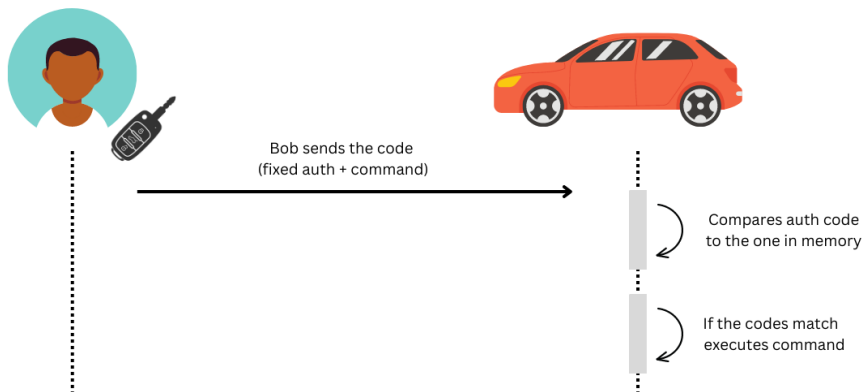 Bob sends the code
(fixed auth + command)
Compares auth code
to the one in memory
If the codes match
executes command